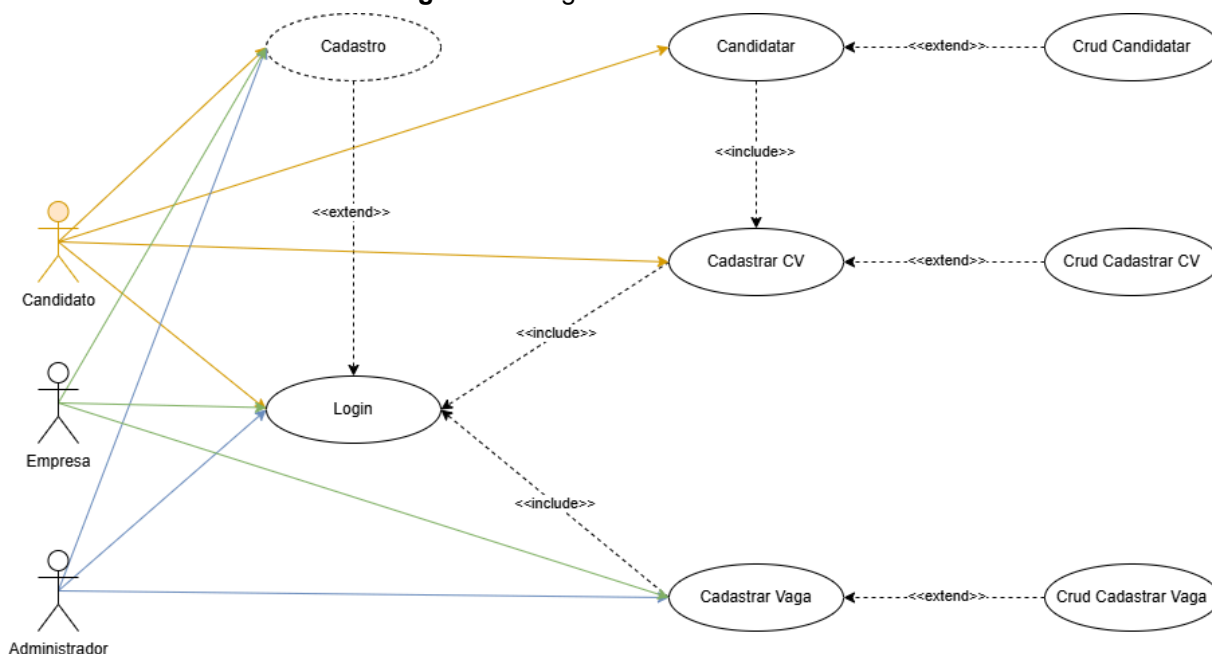 Cadastro
Candidatar
<<extend>>
Crud Candidatar
<<include>>
<<extend>>
Candidato
Cadastrar CV
<<extend>>
Crud Cadastrar CV
<<include>>
Empresa
Login
<<include>>
Administrador
Cadastrar Vaga
<<extend>>
Crud Cadastrar Vaga